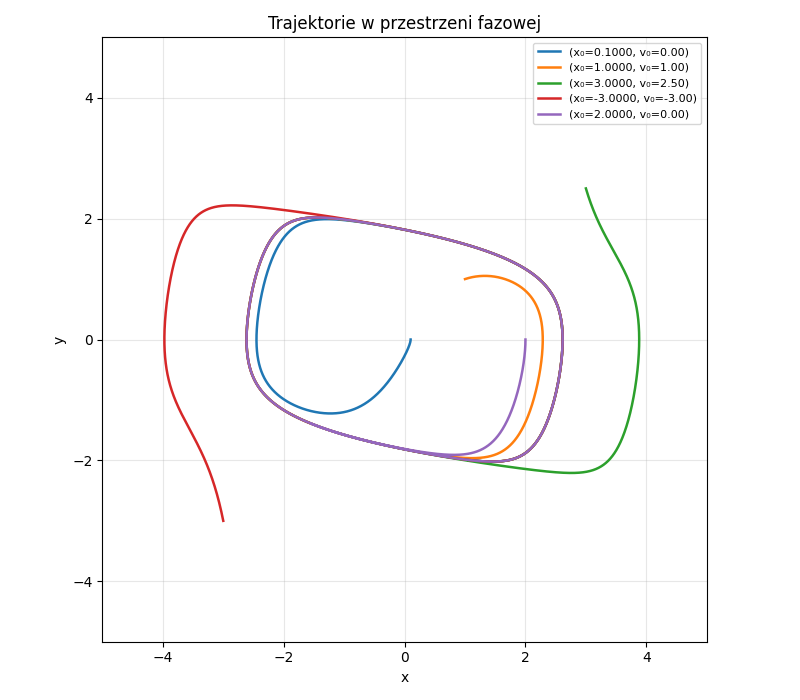 Trajektorie w przestrzeni fazowej
(x₀=0.1000, v₀=0.00)
(x₀=1.0000, v₀=1.00)
(x₀=3.0000, v₀=2.50)
(x₀=-3.0000, v₀=-3.00)
(x₀=2.0000, v₀=0.00)
4
2
0
−2
−4
y
−4 −2 0 2 4
x